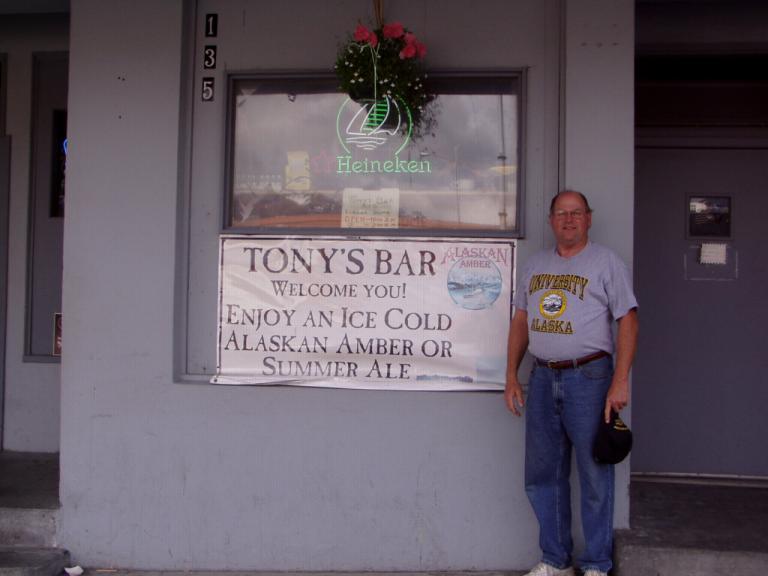 1
3
5
Heineken
OPEN
TONY'S BAR
WELCOME YOU!
ENJOY AN ICE COLD
ALASKAN AMBER OR
SUMMER ALE
ALASKAN
AMBER
UNIVERSITY
ALASKA